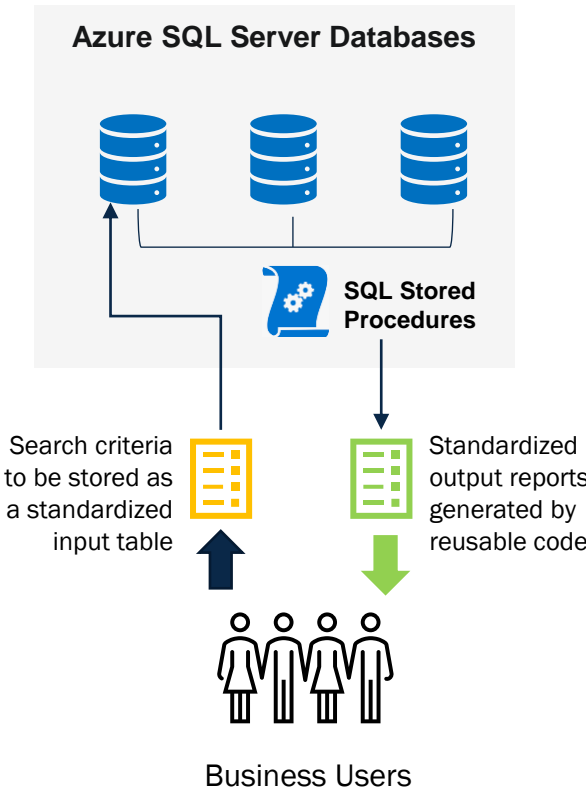 Azure SQL Server Databases
SQL Stored
Procedures
Search criteria
to be stored as
a standardized
input table
Standardized
output reports
generated by
reusable code
Business Users